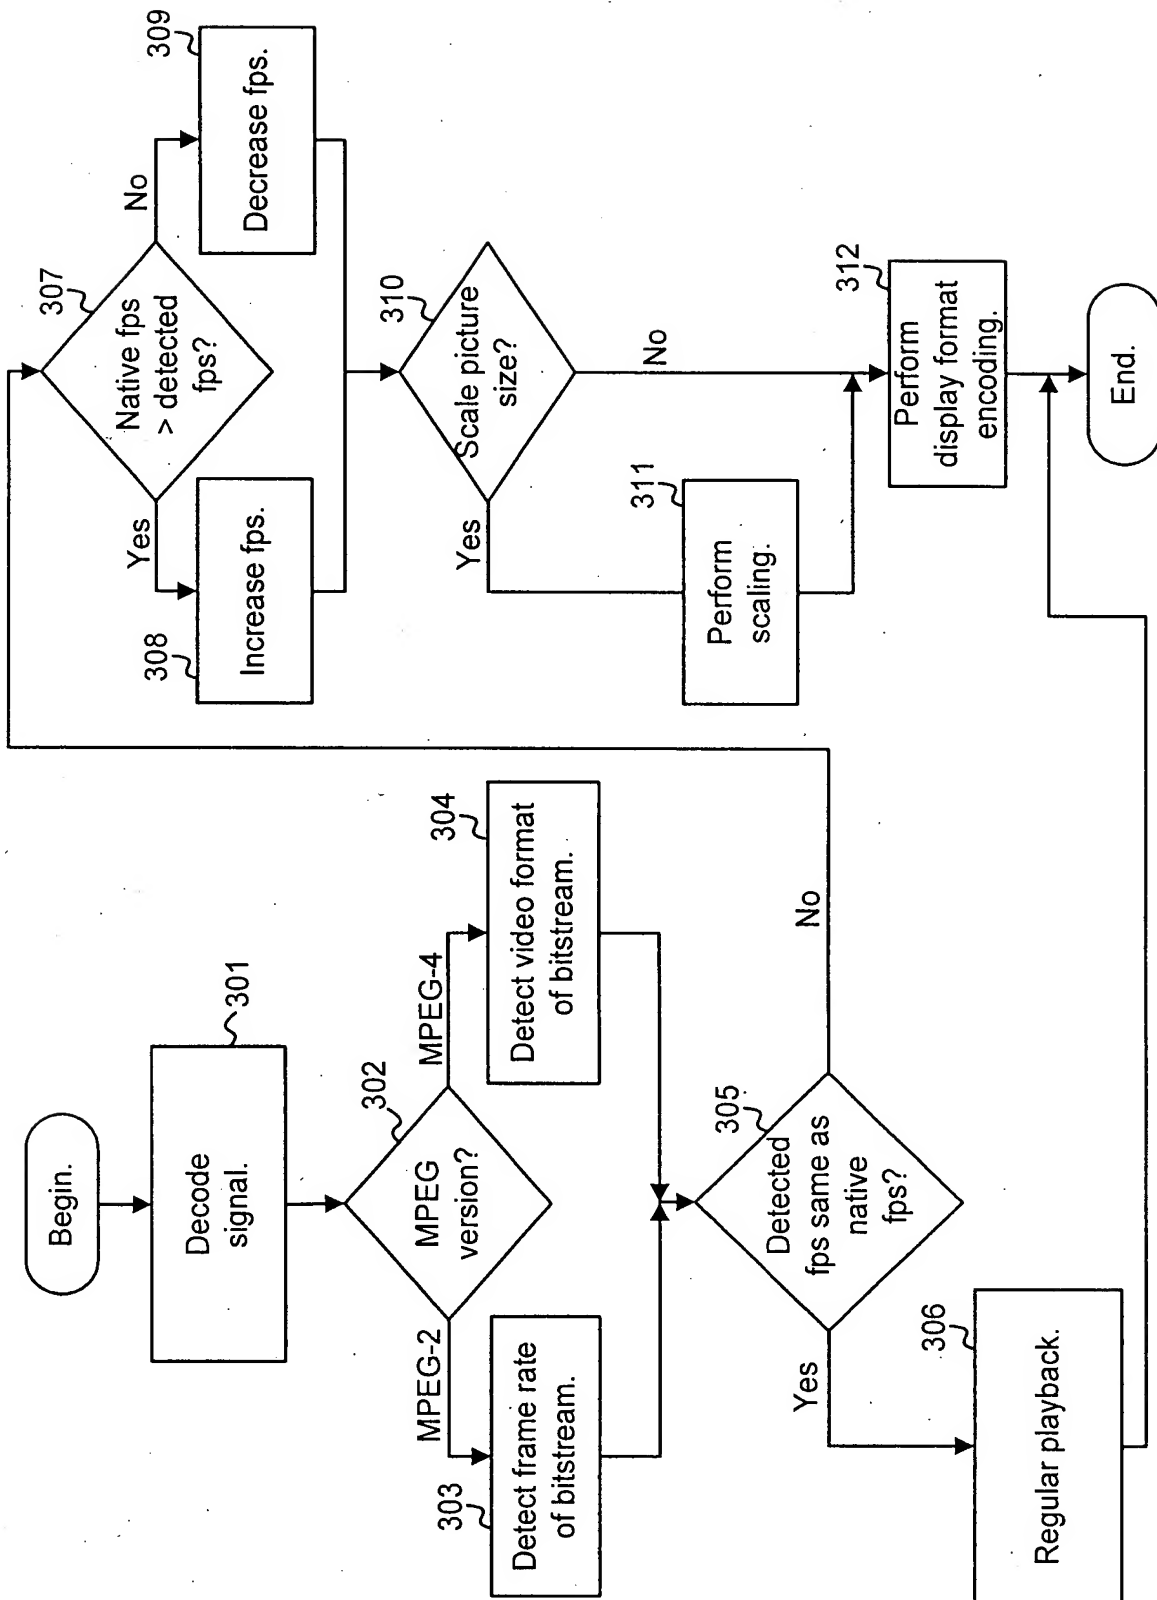 Begin.
301
Decode
signal.
302
MPEG
version?
MPEG-2
MPEG-4
303
Detect frame rate
of bitstream.
304
Detect video format
of bitstream.
305
Detected
fps same as
native
fps?
Yes
No
306
Regular playback.
307
Native fps
> detected
fps?
Yes
No
308
Increase fps.
309
Decrease fps.
310
Scale picture
size?
Yes
No
311
Perform
scaling.
312
Perform
display format
encoding.
End.